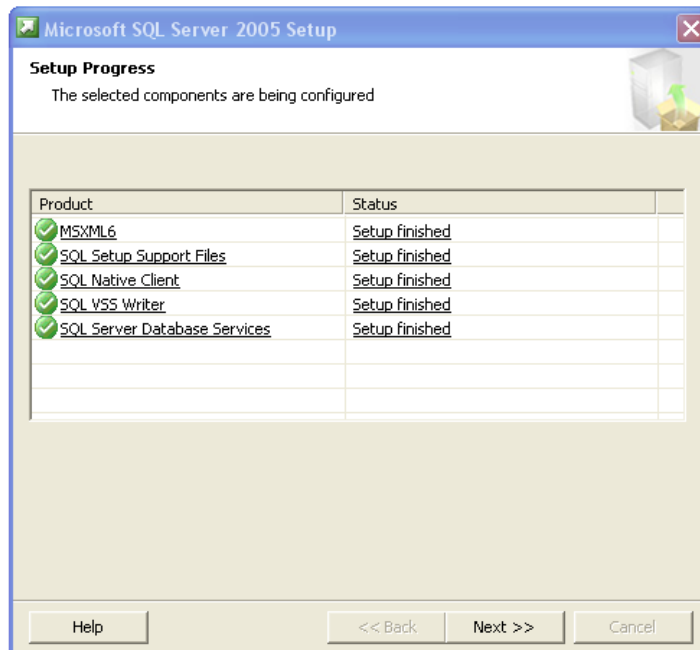 Microsoft SQL Server 2005 Setup
Setup Progress
The selected components are being configured
Product Status
MSXML6 Setup finished
SQL Setup Support Files Setup finished
SQL Native Client Setup finished
SQL VSS Writer Setup finished
SQL Server Database Services Setup finished
Help << Back Next >> Cancel